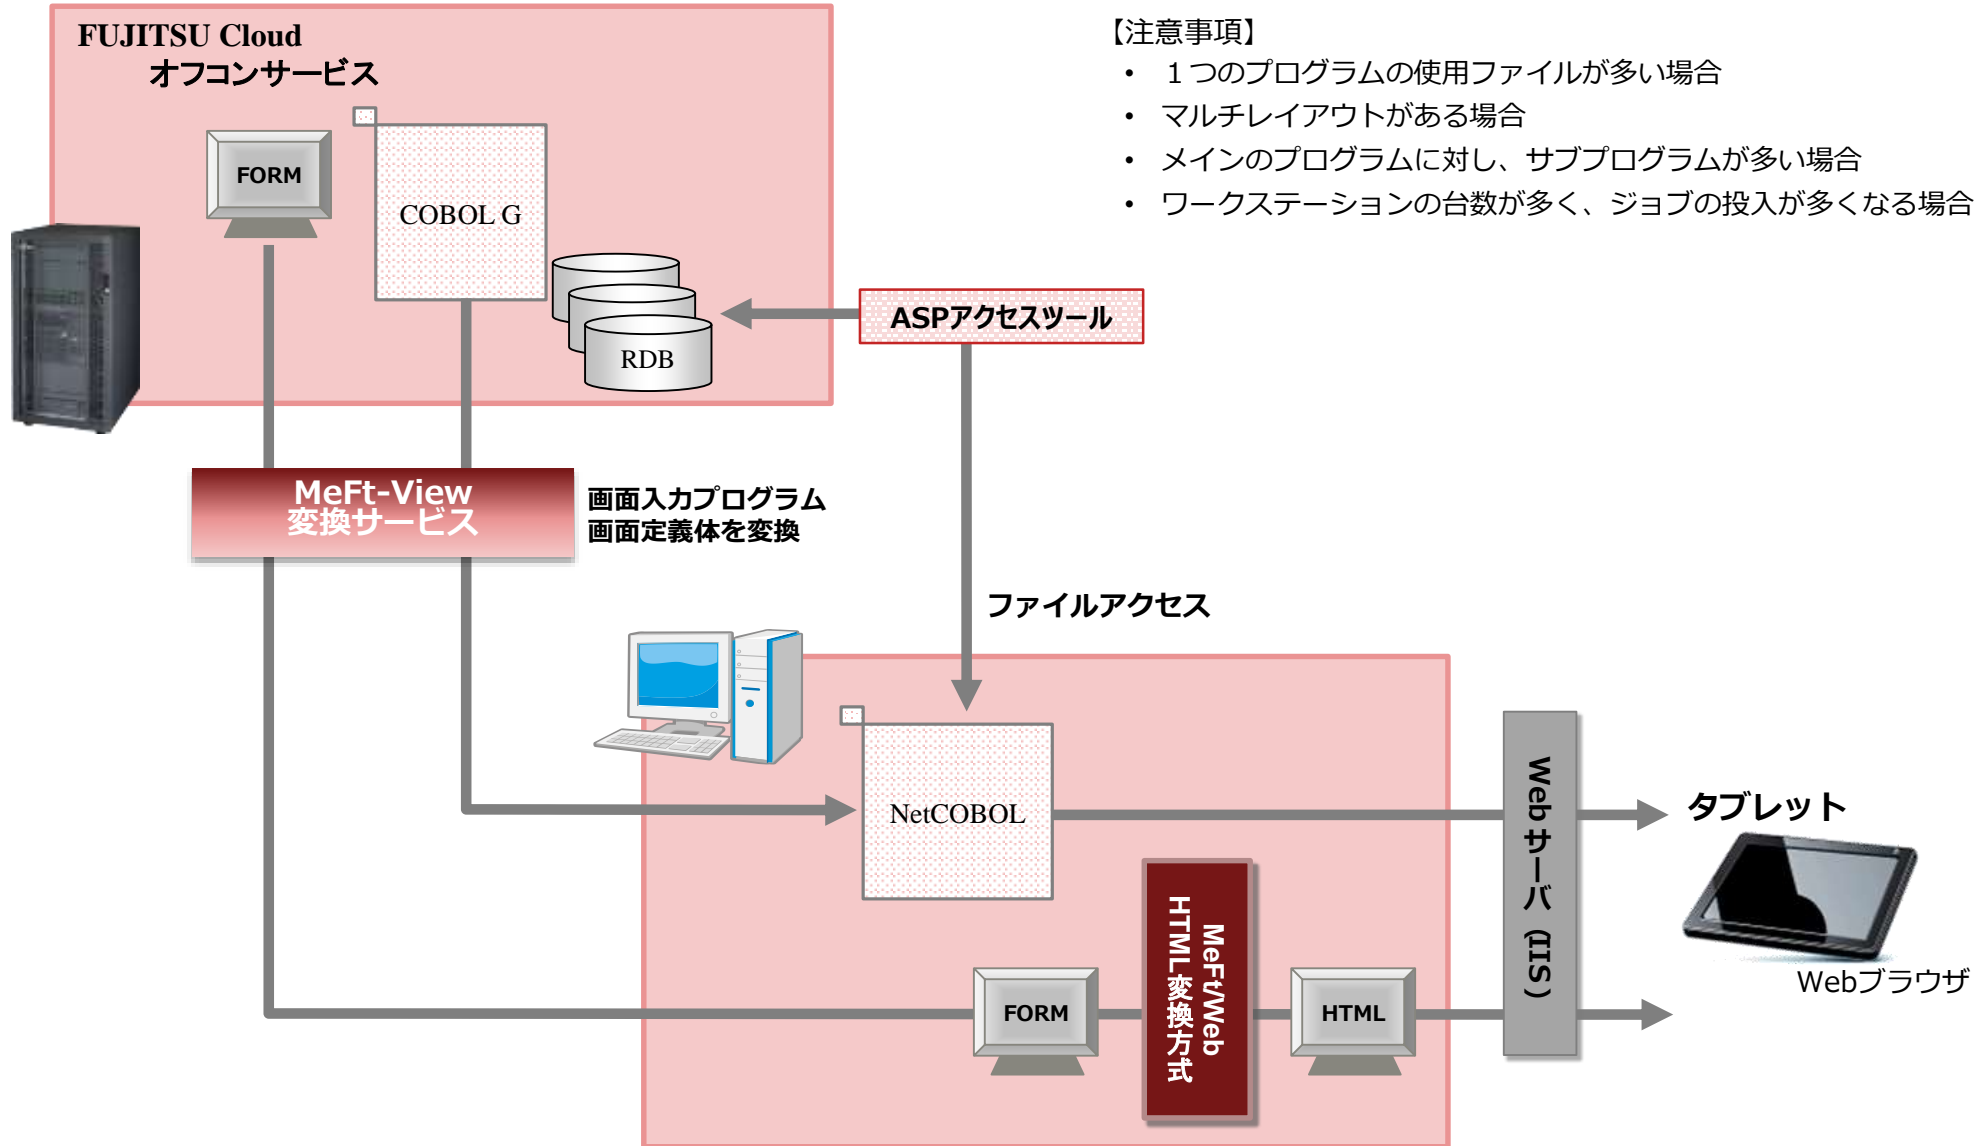 FUJITSU Cloud
オフコンサービス
【注意事項】
• １つのプログラムの使用ファイルが多い場合
• マルチレイアウトがある場合
• メインのプログラムに対し、サブプログラムが多い場合
• ワークステーションの台数が多く、ジョブの投入が多くなる場合
FORM
COBOL G
RDB
ASPアクセスツール
MeFt-View
変換サービス
画面入力プログラム
画面定義体を変換
ファイルアクセス
NetCOBOL
Webサーバ（IIS）
タブレット
Webブラウザ
FORM
MeFt/Web
HTML変換方式
HTML